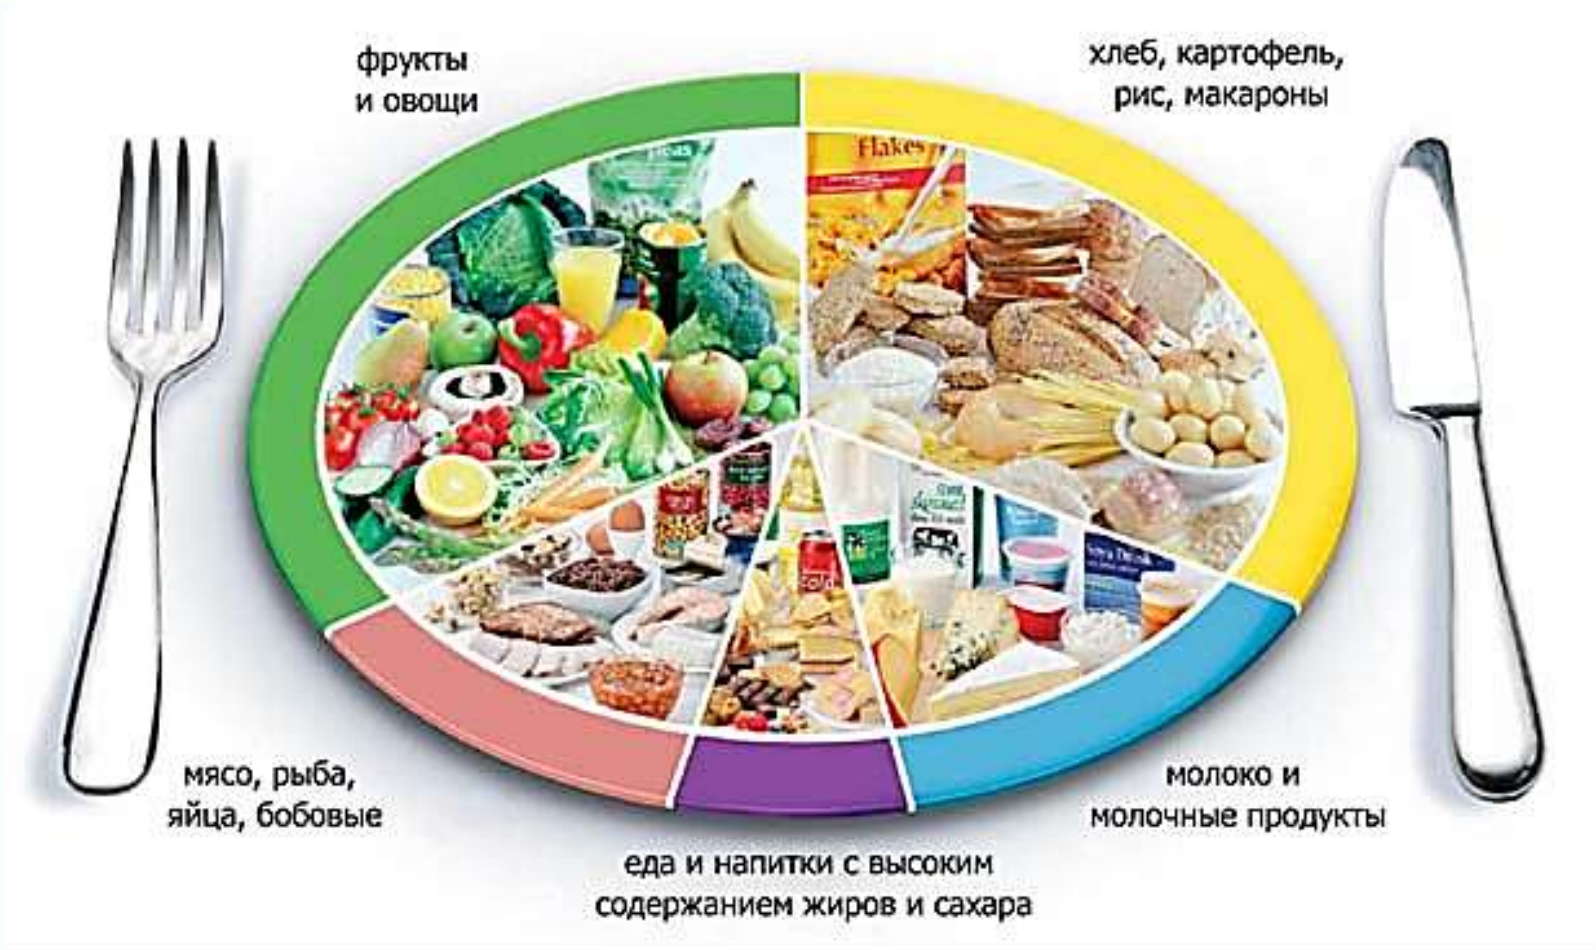 фрукты
и овощи
хлеб, картофель,
рис, макароны
Flakes
мясо, рыба,
яйца, бобовые
молоко и
молочные продукты
еда и напитки с высоким
содержанием жиров и сахара